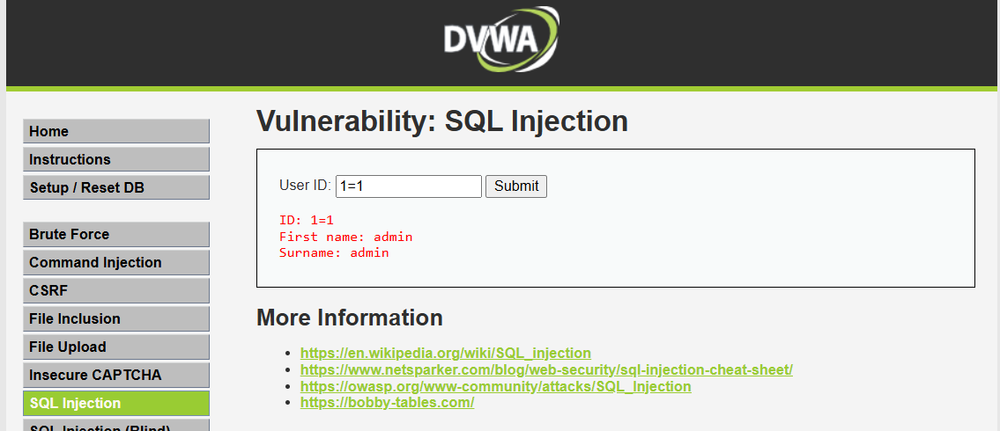 DVWA
Home
Instructions
Setup / Reset DB
Brute Force
Command Injection
CSRF
File Inclusion
File Upload
Insecure CAPTCHA
SQL Injection
SQL Injection (Blind)
Vulnerability: SQL Injection
User ID: 1=1 Submit
ID: 1=1
First name: admin
Surname: admin
More Information
https://en.wikipedia.org/wiki/SQL_injection
https://www.netsparker.com/blog/web-security/sql-injection-cheat-sheet/
https://owasp.org/www-community/attacks/SQL_Injection
https://bobby-tables.com/